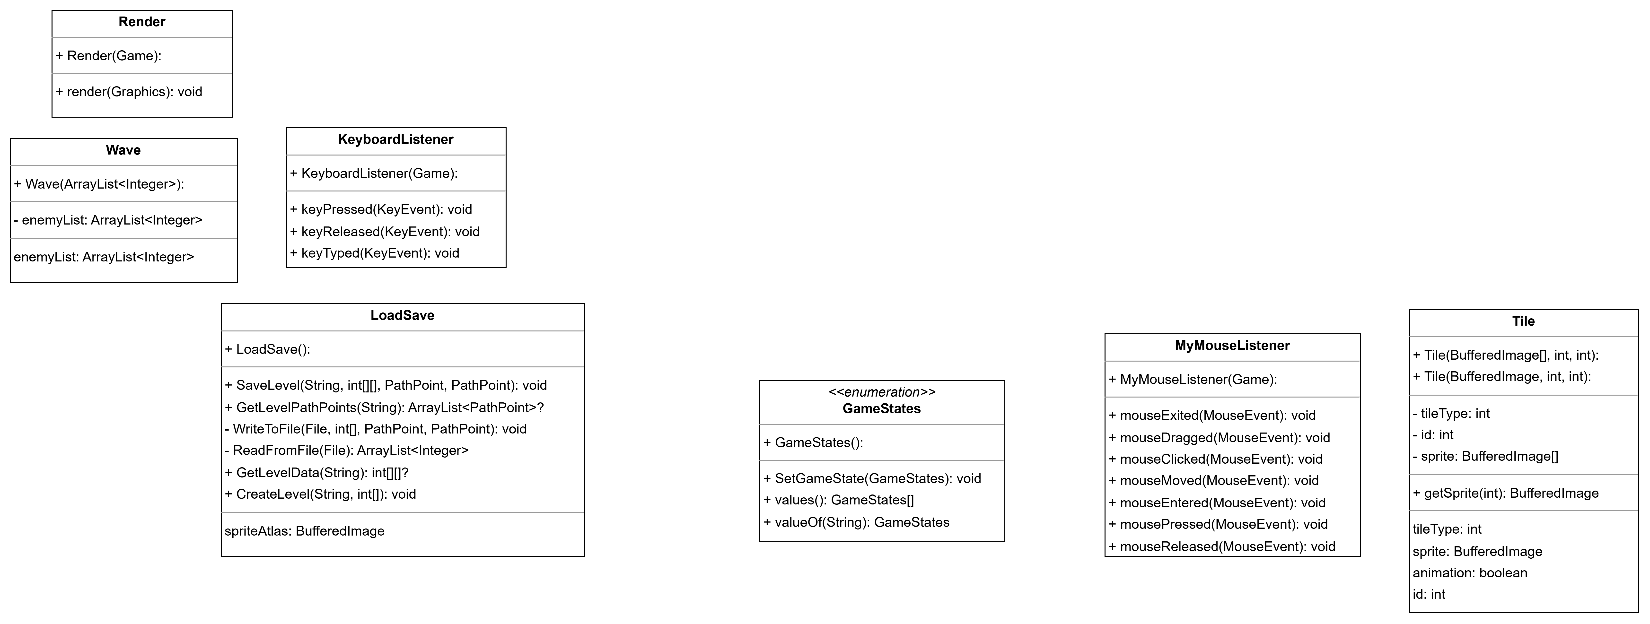 Render
+ Render(Game):
+ render(Graphics): void
Wave
+ Wave(ArrayList<Integer>):
- enemyList: ArrayList<Integer>
enemyList: ArrayList<Integer>
KeyboardListener
+ KeyboardListener(Game):
+ keyPressed(KeyEvent): void
+ keyReleased(KeyEvent): void
+ keyTyped(KeyEvent): void
LoadSave
+ LoadSave():
+ SaveLevel(String, int[][], PathPoint, PathPoint): void
+ GetLevelPathPoints(String): ArrayList<PathPoint>?
- WriteToFile(File, int[], PathPoint, PathPoint): void
- ReadFromFile(File): ArrayList<Integer>
+ GetLevelData(String): int[][]?
+ CreateLevel(String, int[]): void
spriteAtlas: BufferedImage
<<enumeration>>
GameStates
+ GameStates():
+ SetGameState(GameStates): void
+ values(): GameStates[]
+ valueOf(String): GameStates
MyMouseListener
+ MyMouseListener(Game):
+ mouseExited(MouseEvent): void
+ mouseDragged(MouseEvent): void
+ mouseClicked(MouseEvent): void
+ mouseMoved(MouseEvent): void
+ mouseEntered(MouseEvent): void
+ mousePressed(MouseEvent): void
+ mouseReleased(MouseEvent): void
Tile
+ Tile(BufferedImage[], int, int):
+ Tile(BufferedImage, int, int):
- tileType: int
- id: int
- sprite: BufferedImage[]
+ getSprite(int): BufferedImage
tileType: int
sprite: BufferedImage
animation: boolean
id: int